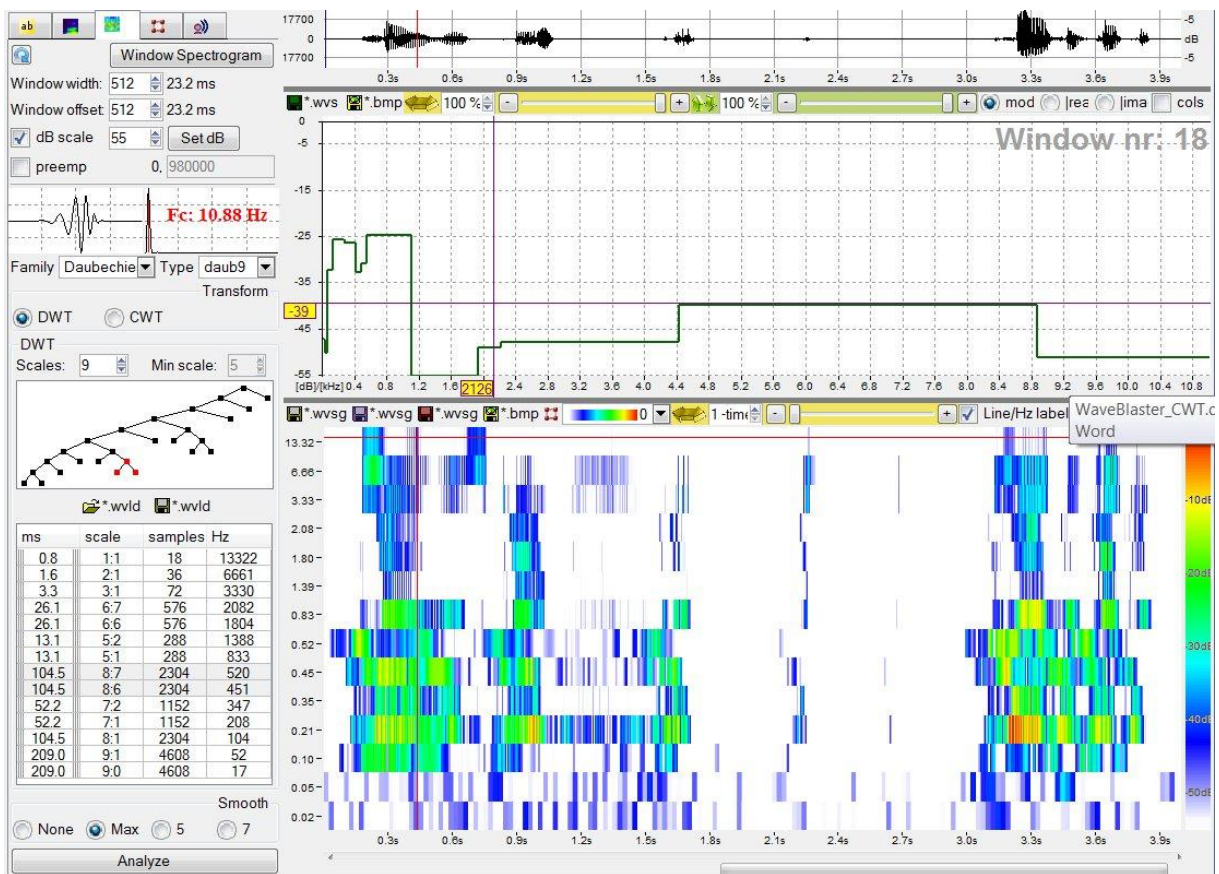 ab
Window Spectrogram
Window width: 512 23.2 ms
Window offset: 512 23.2 ms
dB scale 55 Set dB
preemp 0, 980000
Fc: 10.88 Hz
Family Daubechie Type daub9
Transform
DWT CWT
DWT
Scales: 9 Min scale: 5
*.wvld *.wvld
ms scale samples Hz
0.8 1:1 18 13322
1.6 2:1 36 6661
3.3 3:1 72 3330
26.1 6:7 576 2082
26.1 6:6 576 1804
13.1 5:2 288 1388
13.1 5:1 288 833
104.5 8:7 2304 520
104.5 8:6 2304 451
52.2 7:2 1152 347
52.2 7:1 1152 208
104.5 8:1 2304 104
209.0 9:1 4608 52
209.0 9:0 4608 17
Smooth
None Max 5 7
Analyze
17700 -5
0 dB
17700 -5
0.3s 0.6s 0.9s 1.2s 1.5s 1.8s 2.1s 2.4s 2.7s 3.0s 3.3s 3.6s 3.9s
*.wvs *.bmp 100 % - + 100 % - + mod |rea |ima cols
Window nr: 18
0
-5
-15
-25
-35
-39
-45
-55
[dB]/[kHz] 0.4 0.8 1.2 1.6 2126 2.4 2.8 3.2 3.6 4.0 4.4 4.8 5.2 5.6 6.0 6.4 6.8 7.2 7.6 8.0 8.4 8.8 9.2 9.6 10.0 10.4 10.8
*.wvsg *.wvsg *.wvsg *.bmp 0 1 -time - + Line/Hz label
WaveBlaster_CWT.c
Word
13.32
6.66
3.33
2.08
1.80
1.39
0.83
0.52
0.45
0.35
0.21
0.10
0.05
0.02
-10dB
-20dB
-30dB
-40dB
-50dB
0.3s 0.6s 0.9s 1.2s 1.5s 1.8s 2.1s 2.4s 2.7s 3.0s 3.3s 3.6s 3.9s